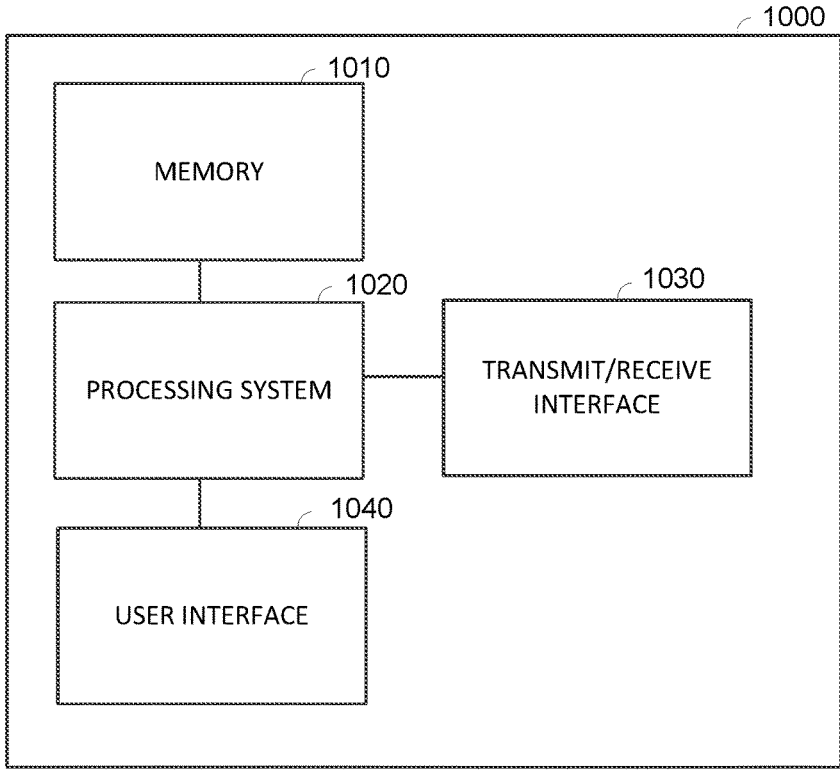 1000
1010
MEMORY
1020
PROCESSING SYSTEM
1030
TRANSMIT/RECEIVE
INTERFACE
1040
USER INTERFACE